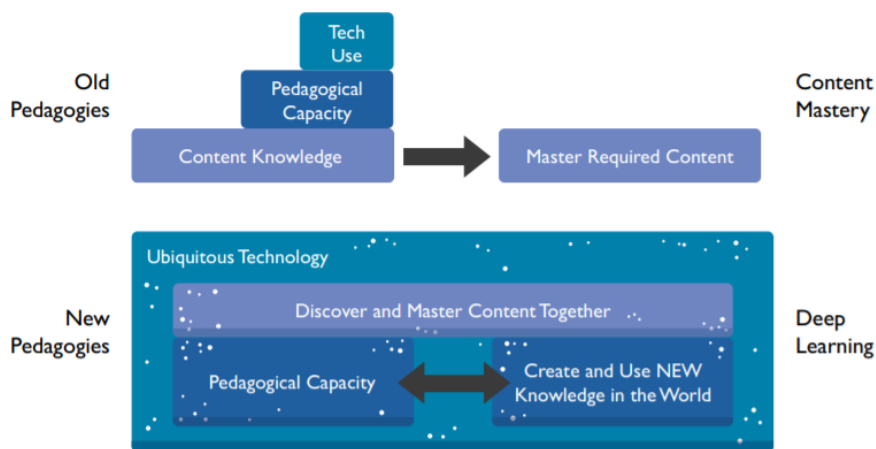 Tech
Use
Old
Pedagogies
Pedagogical
Capacity
Content
Mastery
Content Knowledge
Master Required Content
Ubiquitous Technology
Discover and Master Content Together
New
Pedagogies
Deep
Learning
Pedagogical Capacity
Create and Use NEW
Knowledge in the World